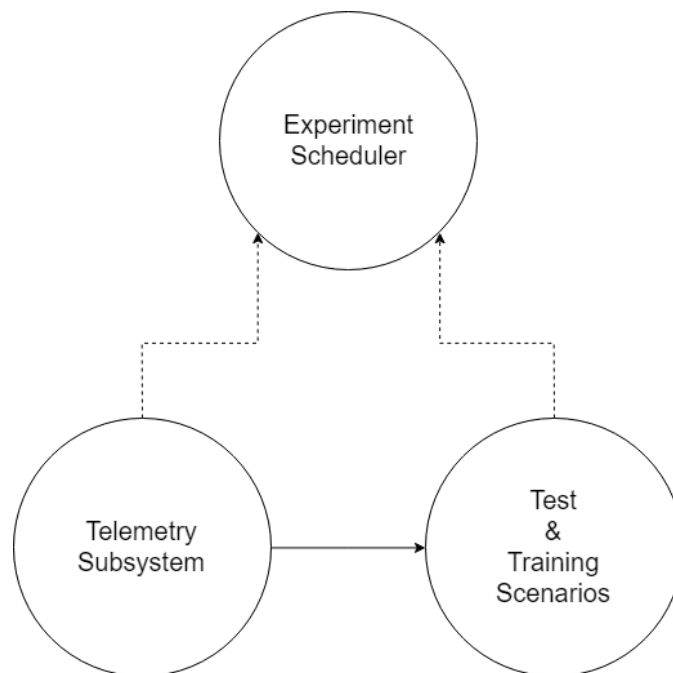 Experiment
Scheduler
Telemetry
Subsystem
Test
&
Training
Scenarios